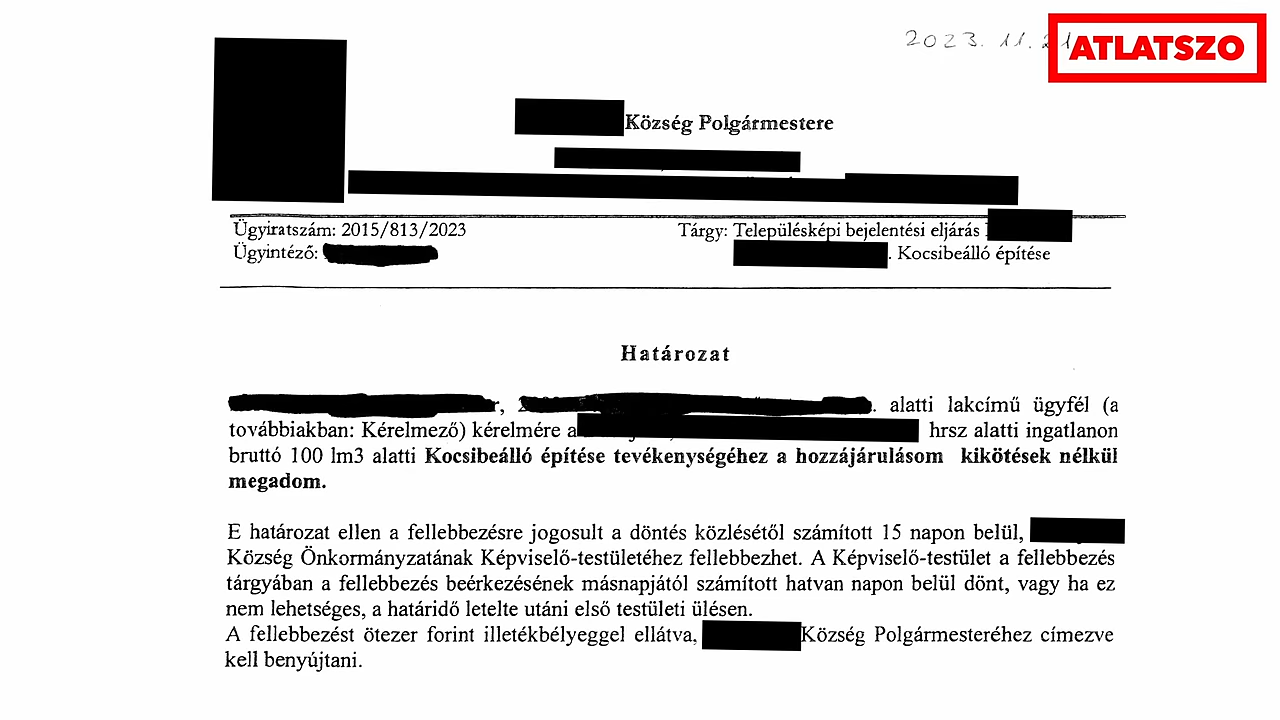 2023. 11. 21
ATLATSZO
Község Polgármestere
Ügyiratszám: 2015/813/2023
Tárgy: Településképi bejelentési eljárás
Ügyintéző:
. Kocsibeálló építése
Határozat
r, 2 . alatti lakcímű ügyfél (a
továbbiakban: Kérelmező) kérelmére a hrsz alatti ingatlanon
bruttó 100 lm3 alatti Kocsibeálló építése tevékenységéhez a hozzájárulásom kikötések nélkül
megadom.
E határozat ellen a fellebbezésre jogosult a döntés közlésétől számított 15 napon belül,
Község Önkormányzatának Képviselő-testületéhez fellebbezhet. A Képviselő-testület a fellebbezés
tárgyában a fellebbezés beérkezésének másnapjától számított hatvan napon belül dönt, vagy ha ez
nem lehetséges, a határidő letelte utáni első testületi ülésen.
A fellebbezést ötezer forint illetékbélyeggel ellátva, Község Polgármesteréhez címezve
kell benyújtani.